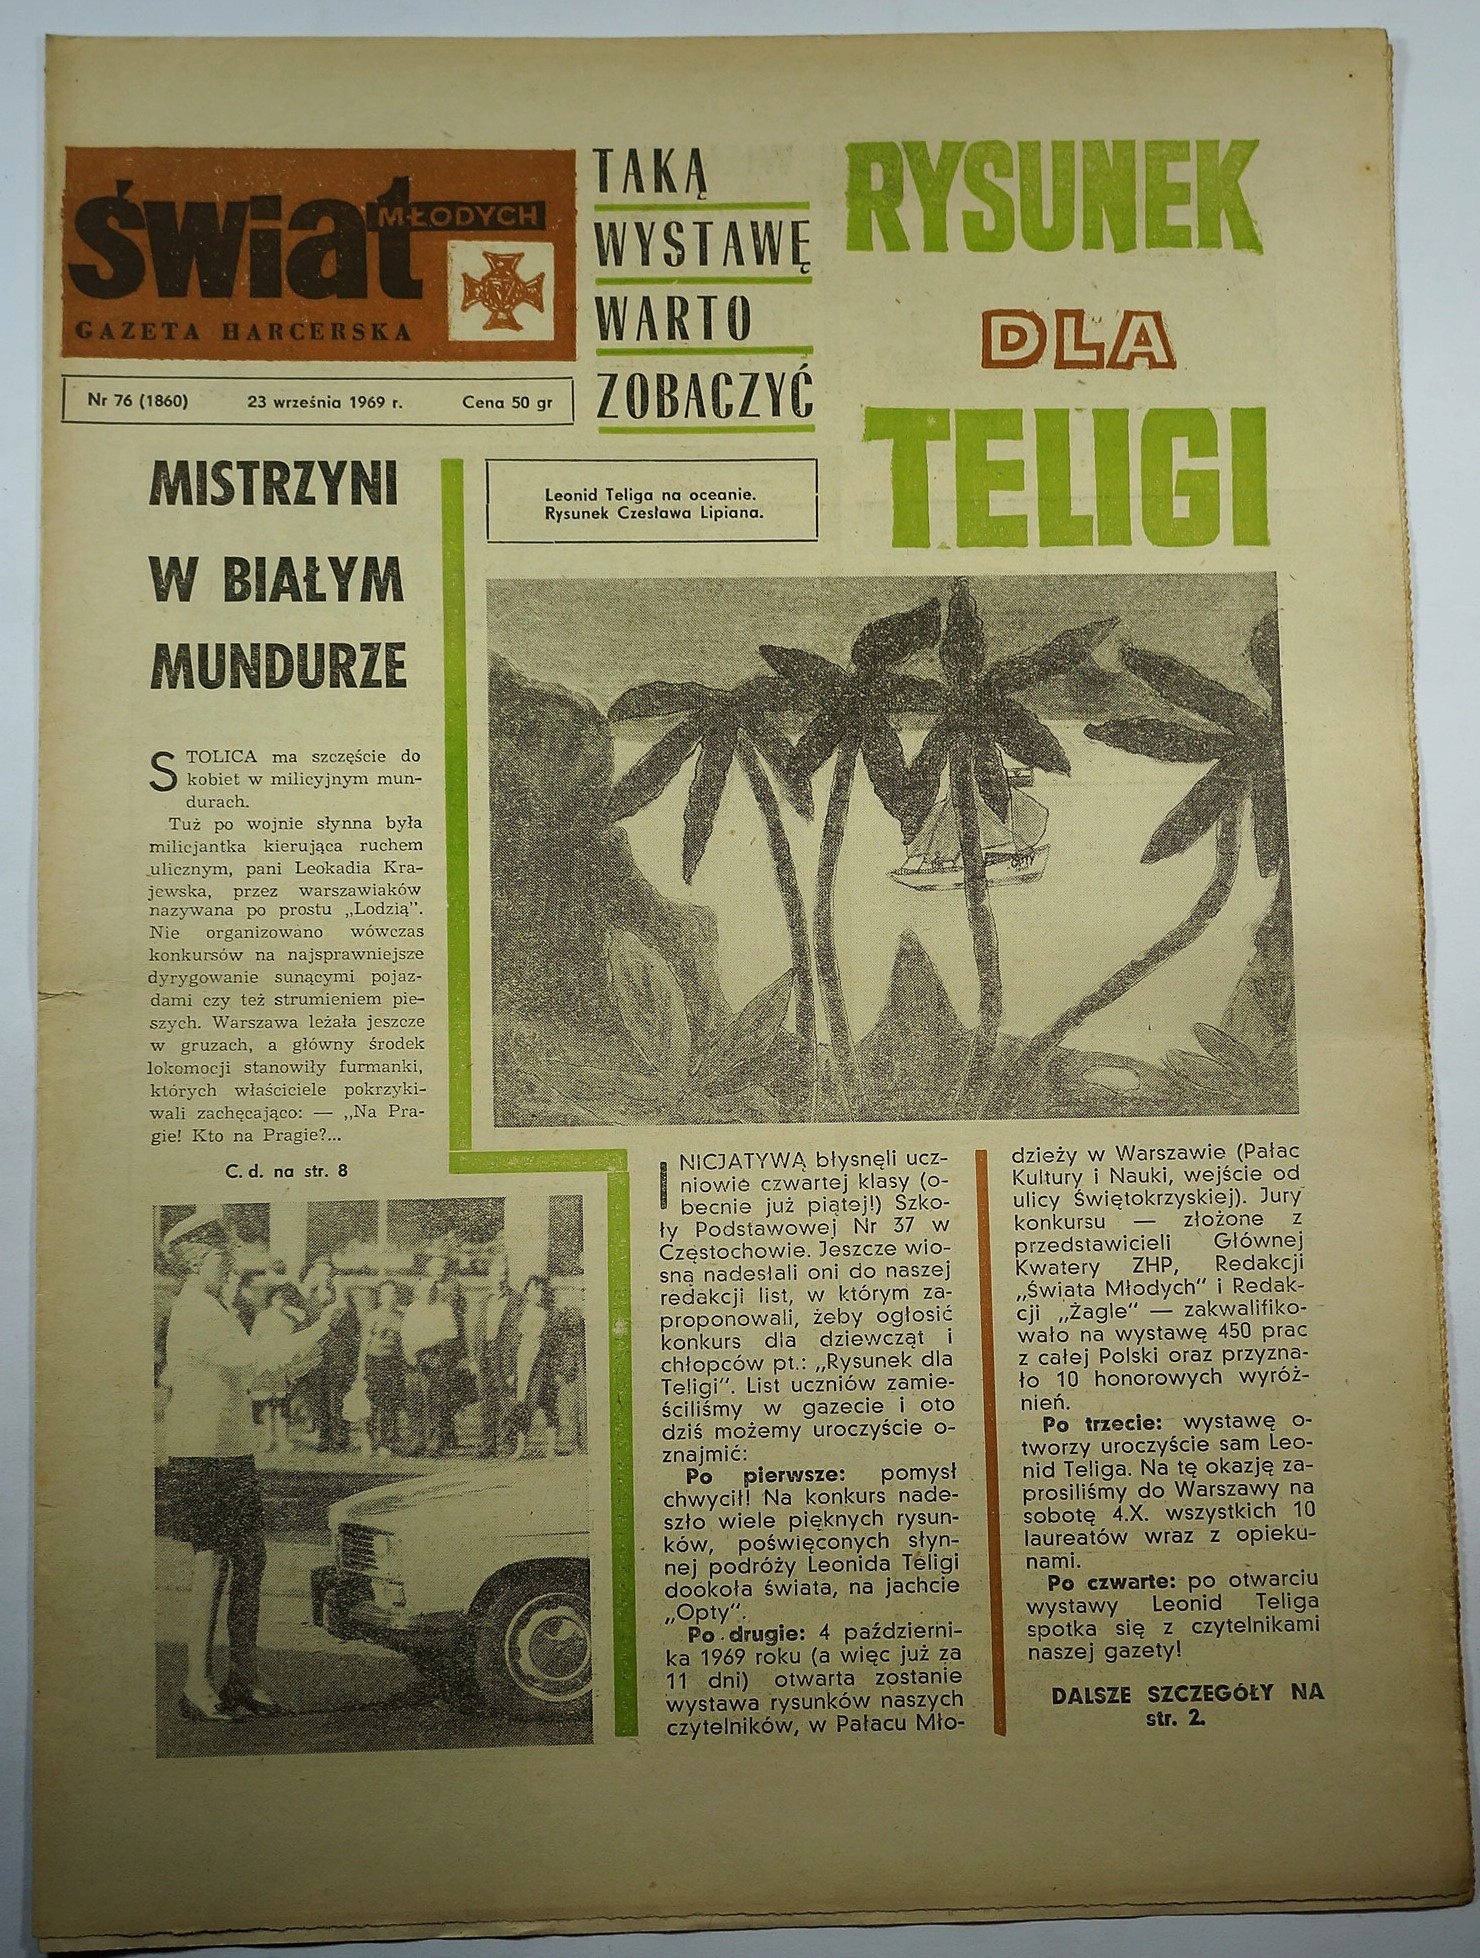 świat
MŁODYCH
GAZETA HARCERSKA
Nr 76 (1860) 23 września 1969 r. Cena 50 gr
TAKĄ
WYSTAWĘ
WARTO
ZOBACZYĆ
RYSUNEK
DLA
TELIGI
Leonid Teliga na oceanie.
Rysunek Czesława Lipiana.
MISTRZYNI
W BIAŁYM
MUNDURZE
STOLICA ma szczęście do
kobiet w milicyjnym mun-
durach.
Tuż po wojnie słynna była
milicjantka kierująca ruchem
ulicznym, pani Leokadia Kra-
jewska, przez warszawiaków
nazywana po prostu „Lodzią".
Nie organizowano wówczas
konkursów na najsprawniejsze
dyrygowanie sunącymi pojaz-
dami czy też strumieniem pie-
szych. Warszawa leżała jeszcze
w gruzach, a główny środek
lokomocji stanowiły furmanki,
których właściciele pokrzyki-
wali zachęcająco: — „Na Pra-
gie! Kto na Pragie?...
C. d. na str. 8
OPTY
INICJATYWĄ błysnęli ucz-
niowie czwartej klasy (o-
becnie już piątej!) Szko-
ły Podstawowej Nr 37 w
Częstochowie. Jeszcze wio-
sną nadesłali oni do naszej
redakcji list, w którym za-
proponowali, żeby ogłosić
konkurs dla dziewcząt i
chłopców pt.: „Rysunek dla
Teligi". List uczniów zamie-
ściliśmy w gazecie i oto
dziś możemy uroczyście o-
znajmić:
Po pierwsze: pomysł
chwycił! Na konkurs nade-
szło wiele pięknych rysun-
ków, poświęconych słyn-
nej podróży Leonida Teligi
dookoła świata, na jachcie
„Opty".
Po drugie: 4 październi-
ka 1969 roku (a więc już za
11 dni) otwarta zostanie
wystawa rysunków naszych
czytelników, w Pałacu Mło-
dzieży w Warszawie (Pałac
Kultury i Nauki, wejście od
ulicy Świętokrzyskiej). Jury
konkursu — złożone z
przedstawicieli Głównej
Kwatery ZHP, Redakcji
„Świata Młodych" i Redak-
cji „Żagle" — zakwalifiko-
wało na wystawę 450 prac
z całej Polski oraz przyzna-
ło 10 honorowych wyróż-
nień.
Po trzecie: wystawę o-
tworzy uroczyście sam Leo-
nid Teliga. Na tę okazję za-
prosiliśmy do Warszawy na
sobotę 4.X. wszystkich 10
laureatów wraz z opieku-
nami.
Po czwarte: po otwarciu
wystawy Leonid Teliga
spotka się z czytelnikami
naszej gazety!
DALSZE SZCZEGÓŁY NA
str. 2.